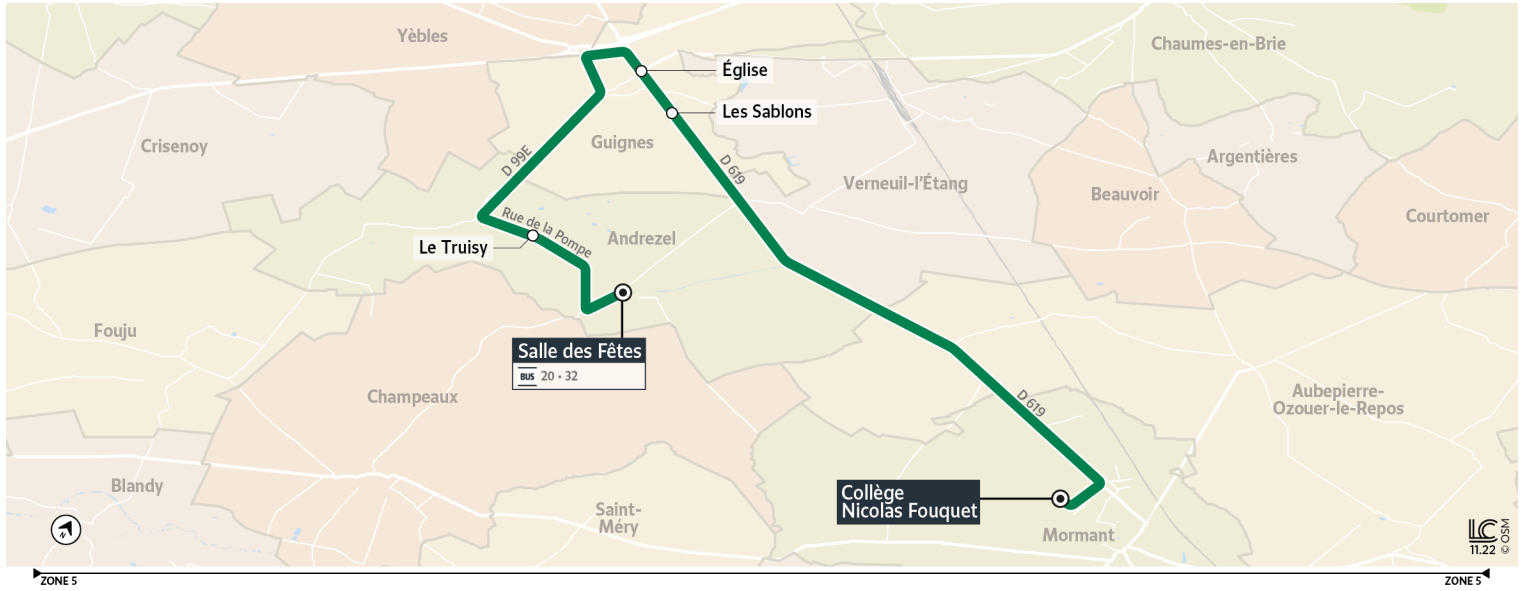 Yèbles
Chaumes-en-Brie
Église
Les Sablons
Crisenoy
Guignes
D 99E
D 619
Argentières
Verneuil-l'Étang
Beauvoir
Courtomer
Rue de la Pompe
Le Truisy
Andrezel
Fouju
Salle des Fêtes
BUS 20 • 32
Champeaux
D 619
Aubepierre-
Ozouer-le-Repos
Blandy
Collège
Nicolas Fouquet
Saint-
Méry
Mormant
N
LC
11.22
© OSM
ZONE 5
ZONE 5